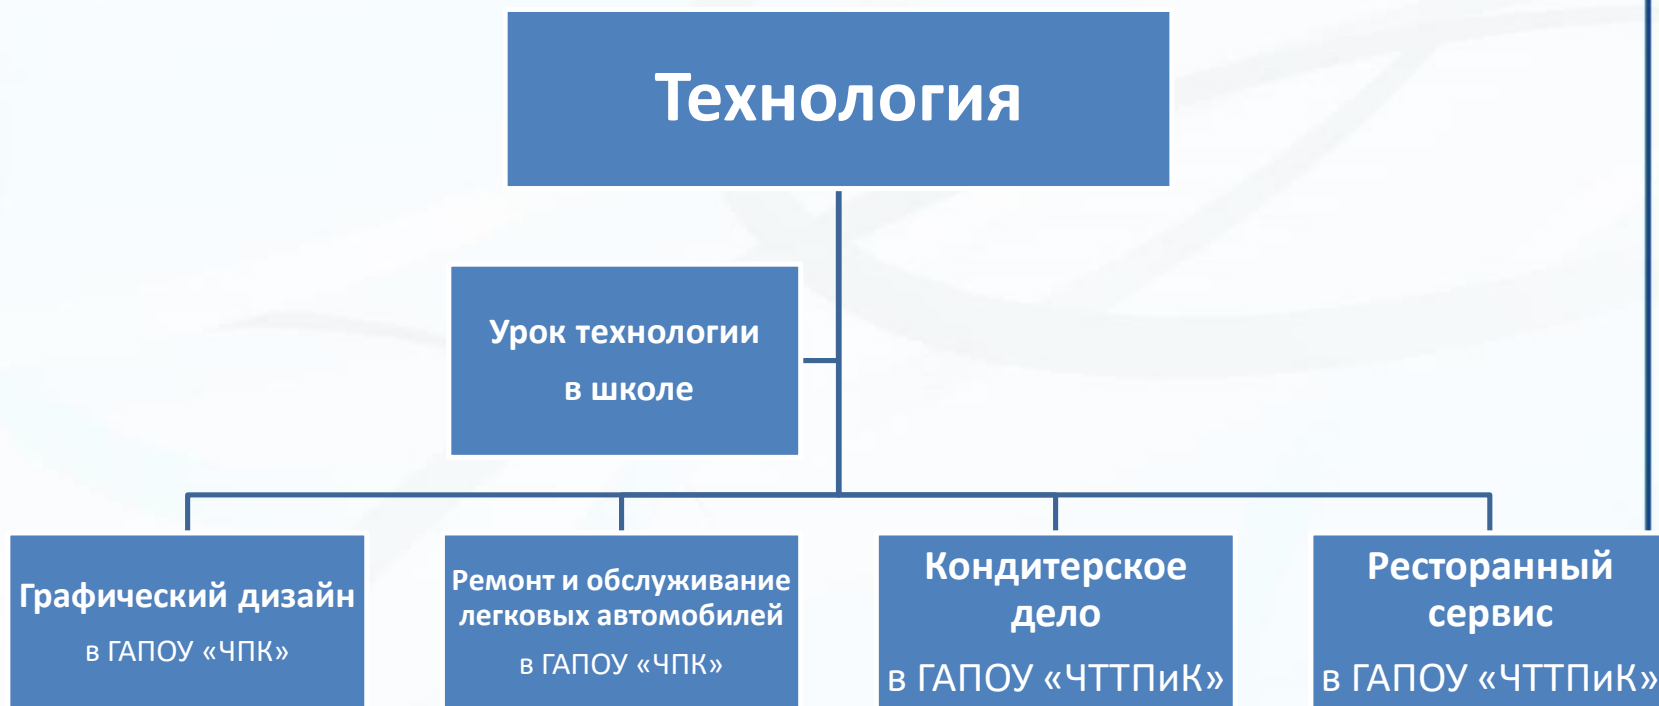 Технология
Урок технологии
в школе
Графический дизайн
в ГАПОУ «ЧПК»
Ремонт и обслуживание
легковых автомобилей
в ГАПОУ «ЧПК»
Кондитерское
дело
в ГАПОУ «ЧТТПиК»
Ресторанный
сервис
в ГАПОУ «ЧТТПиК»